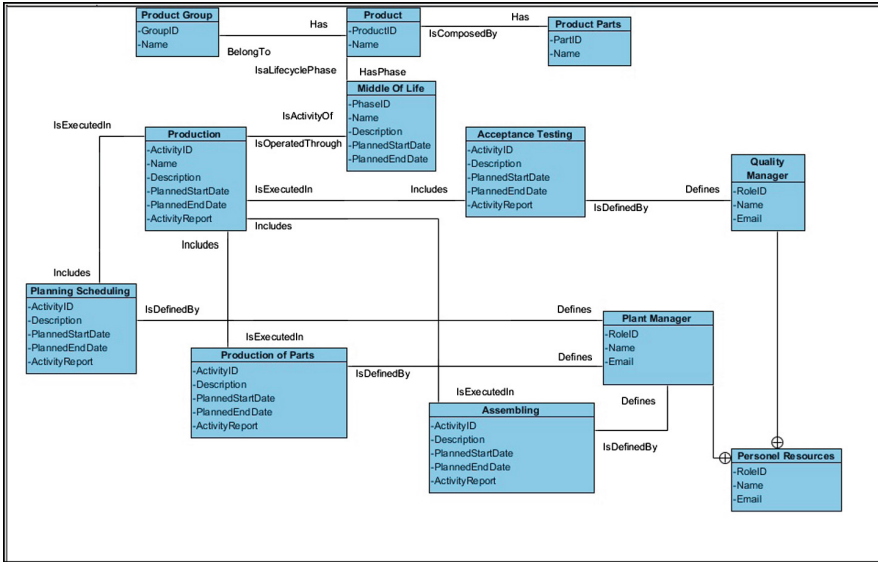 Product Group
-GroupID
-Name
Has
BelongTo
Product
-ProductID
-Name
Has
IsComposedBy
Product Parts
-PartID
-Name
IsaLifecyclePhase
HasPhase
Middle Of Life
-PhaseID
-Name
-Description
-PlannedStartDate
-PlannedEndDate
IsActivityOf
IsOperatedThrough
IsExecutedIn
Production
-ActivityID
-Name
-Description
-PlannedStartDate
-PlannedEndDate
-ActivityReport
IsExecutedIn
Includes
Includes
Includes
Acceptance Testing
-ActivityID
-Description
-PlannedStartDate
-PlannedEndDate
-ActivityReport
Defines
IsDefinedBy
Quality
Manager
-RoleID
-Name
-Email
Includes
Planning Scheduling
-ActivityID
-Description
-PlannedStartDate
-PlannedEndDate
-ActivityReport
IsDefinedBy
Defines
Plant Manager
-RoleID
-Name
-Email
IsExecutedIn
Production of Parts
-ActivityID
-Description
-PlannedStartDate
-PlannedEndDate
-ActivityReport
IsDefinedBy
Defines
IsExecutedIn
Assembling
-ActivityID
-Description
-PlannedStartDate
-PlannedEndDate
-ActivityReport
Defines
IsDefinedBy
Personel Resources
-RoleID
-Name
-Email